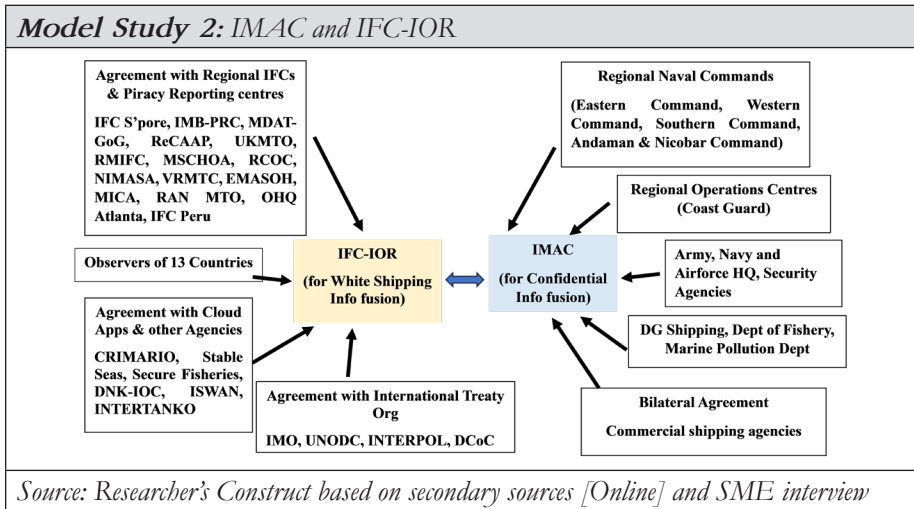 Model Study 2: IMAC and IFC-IOR
Agreement with Regional IFCs
& Piracy Reporting centres
IFC S'pore, IMB-PRC, MDAT-
GoG, ReCAAP, UKMTO,
RMIFC, MSCHOA, RCOC,
NIMASA, VRMTC, EMASOH,
MICA, RAN MTO, OHQ
Atlanta, IFC Peru
Observers of 13 Countries
Agreement with Cloud
Apps & other Agencies
CRIMARIO, Stable
Seas, Secure Fisheries,
DNK-IOC, ISWAN,
INTERTANKO
IFC-IOR
(for White Shipping
Info fusion)
Agreement with International Treaty
Org
IMO, UNODC, INTERPOL, DCoC
IMAC
(for Confidential
Info fusion)
Regional Naval Commands
(Eastern Command, Western
Command, Southern Command,
Andaman & Nicobar Command)
Regional Operations Centres
(Coast Guard)
Army, Navy and
Airforce HQ, Security
Agencies
DG Shipping, Dept of Fishery,
Marine Pollution Dept
Bilateral Agreement
Commercial shipping agencies
Source: Researcher's Construct based on secondary sources [Online] and SME interview